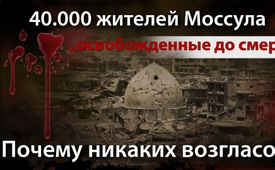 40.000 жителей Моссула
„освобожденные до смер
Почему никаких возгласо